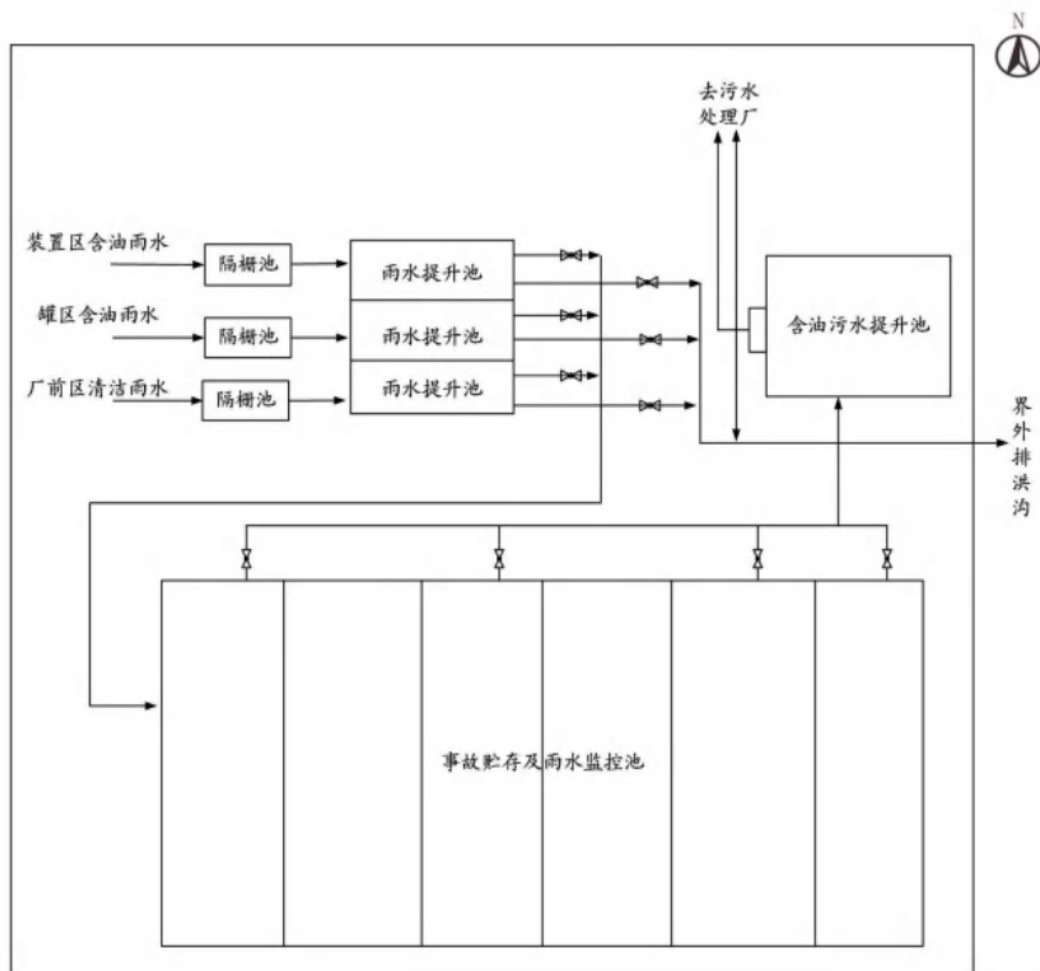 N
去污水
处理厂
装置区含油雨水
隔栅池
雨水提升池
罐区含油雨水
隔栅池
雨水提升池
含油污水提升池
厂前区清洁雨水
隔栅池
雨水提升池
界外排洪沟
事故贮存及雨水监控池